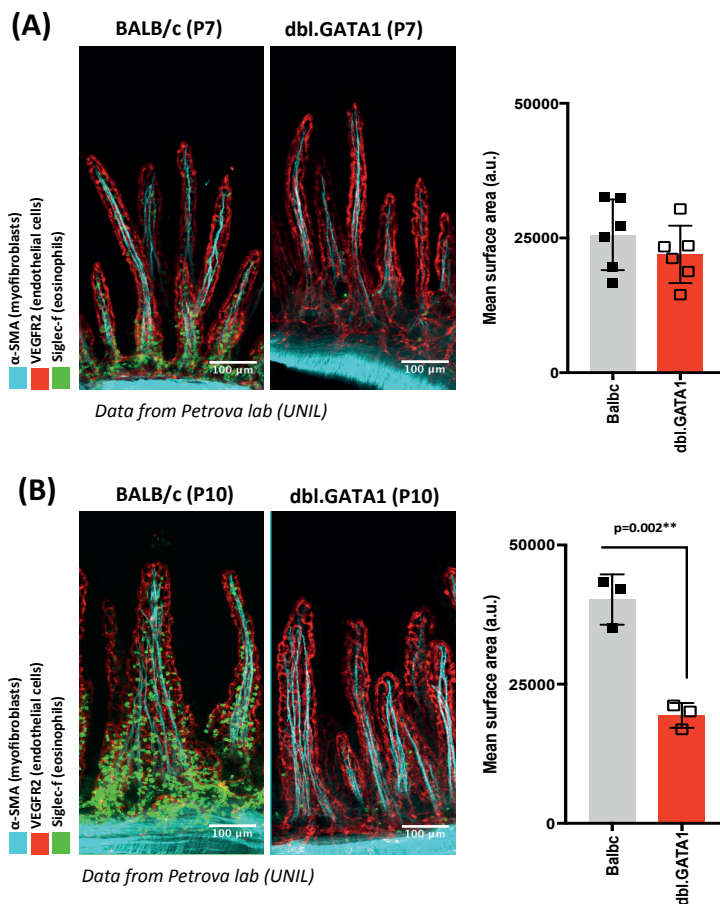 (A)
BALB/c (P7)
dbl.GATA1 (P7)
α-SMA (myofibroblasts)
VEGFR2 (endothelial cells)
Siglec-f (eosinophils)
100 µm
100 µm
Data from Petrova lab (UNIL)
Mean surface area (a.u.)
50000
25000
0
Balbc
dbl.GATA1
(B)
BALB/c (P10)
dbl.GATA1 (P10)
α-SMA (myofibroblasts)
VEGFR2 (endothelial cells)
Siglec-f (eosinophils)
100 µm
100 µm
Data from Petrova lab (UNIL)
p=0.002**
Mean surface area (a.u.)
50000
25000
0
Balbc
dbl.GATA1